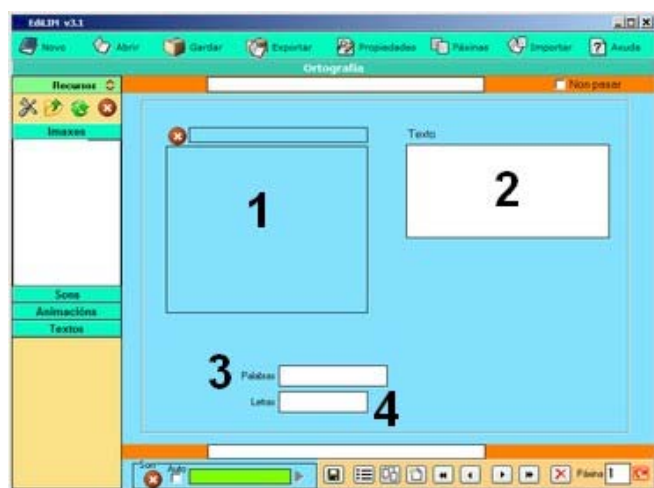 EdiLIM v3.1
Novo Abrir Gardar Exportar Propiedades Páxinas Importar Axuda
Ortografía
Recursos Non pasar
Imaxes
Texto
1
2
Sons
Animacións
Textos
3 Palabras
Letras 4
Son Auto
Páxina 1